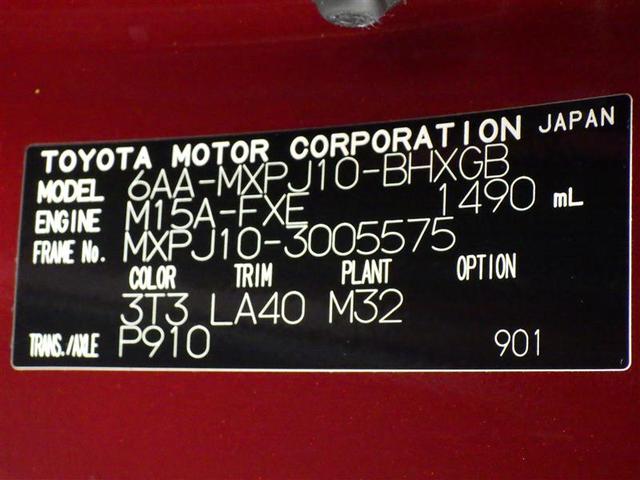 TOYOTA MOTOR CORPORATION JAPAN
MODEL 6AA-MXPJ10-BHXGB
ENGINE M15A-FXE 1490 mL
FRAME No. MXPJ10-3005575
COLOR TRIM PLANT OPTION
3T3 LA40 M32
TRANS./AXLE P910 901